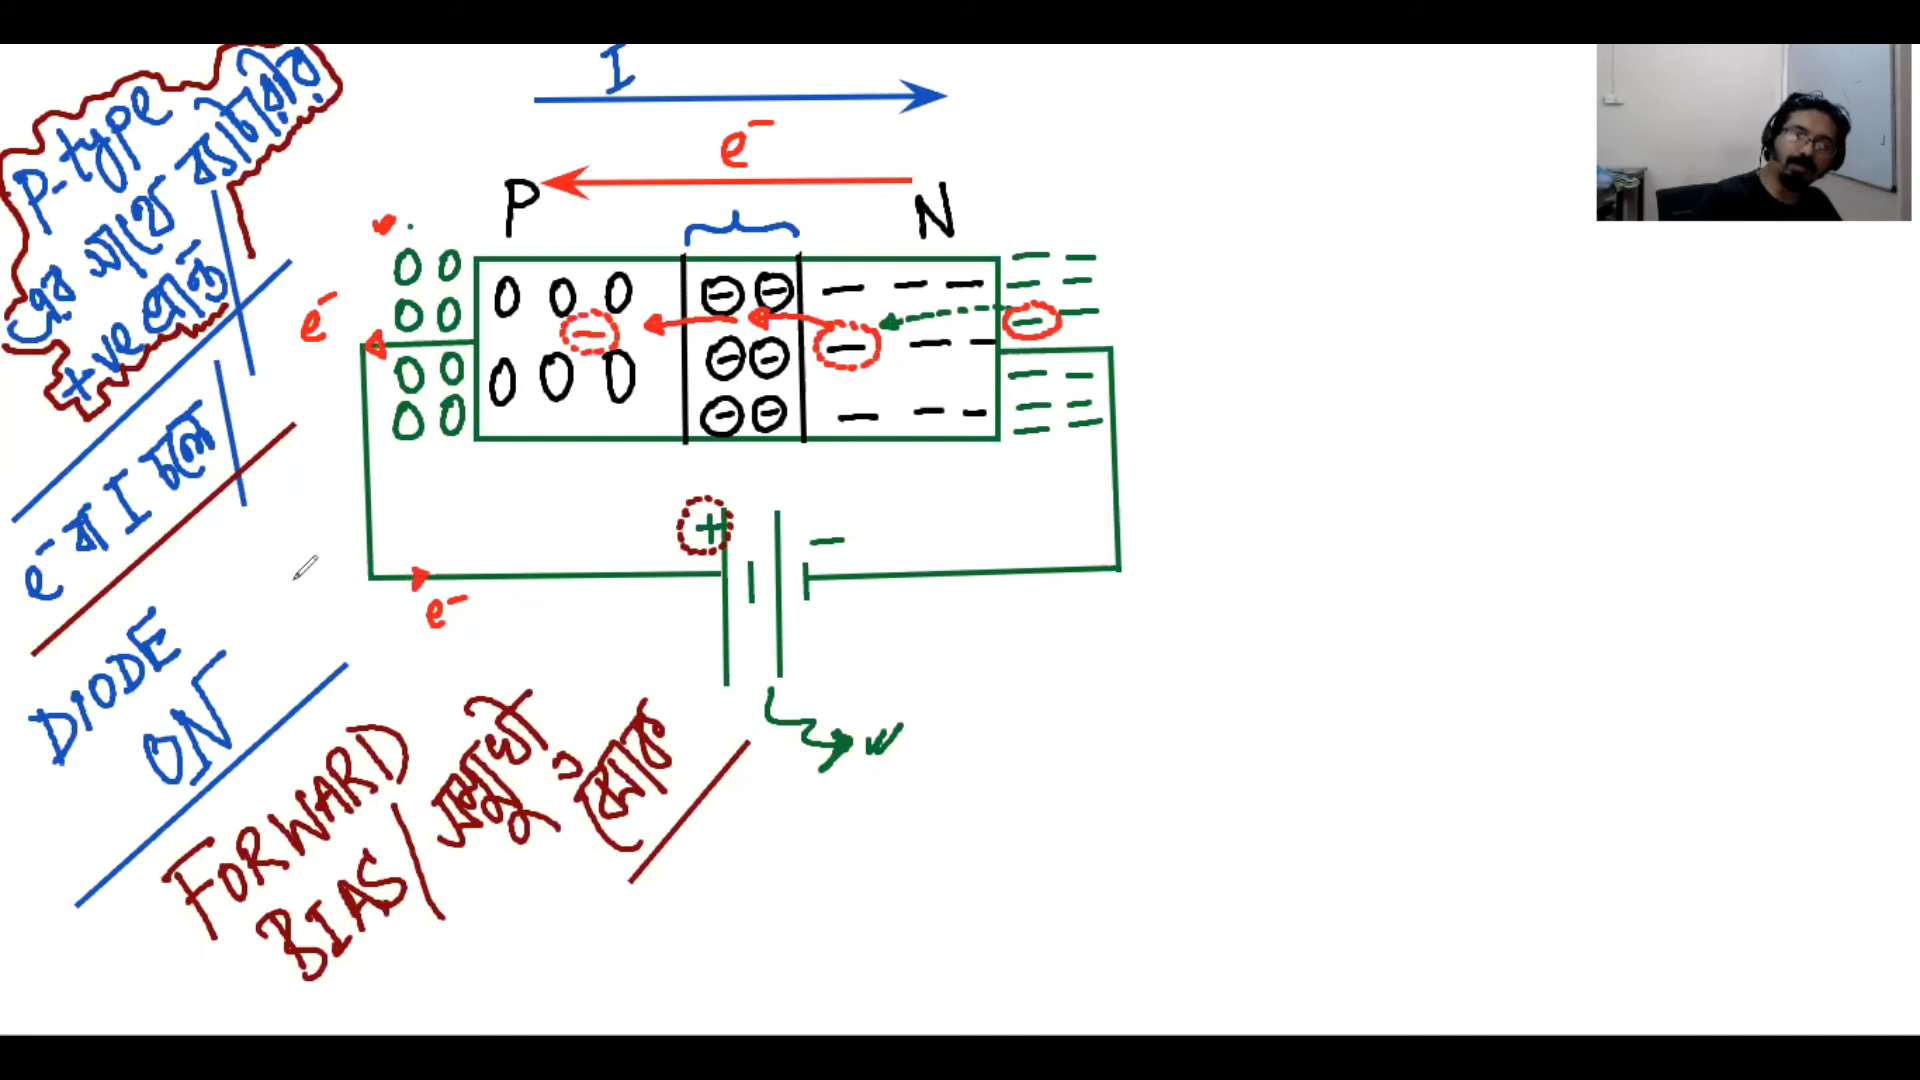 I
e⁻
P
N
P-type
এর সাথে ব্যাটারীর
+ve প্রান্ত
e⁻
e⁻ বা I চলে
+
−
e⁻
DIODE
ON
FORWARD
BIAS/ সম্মুখী ঝোঁক